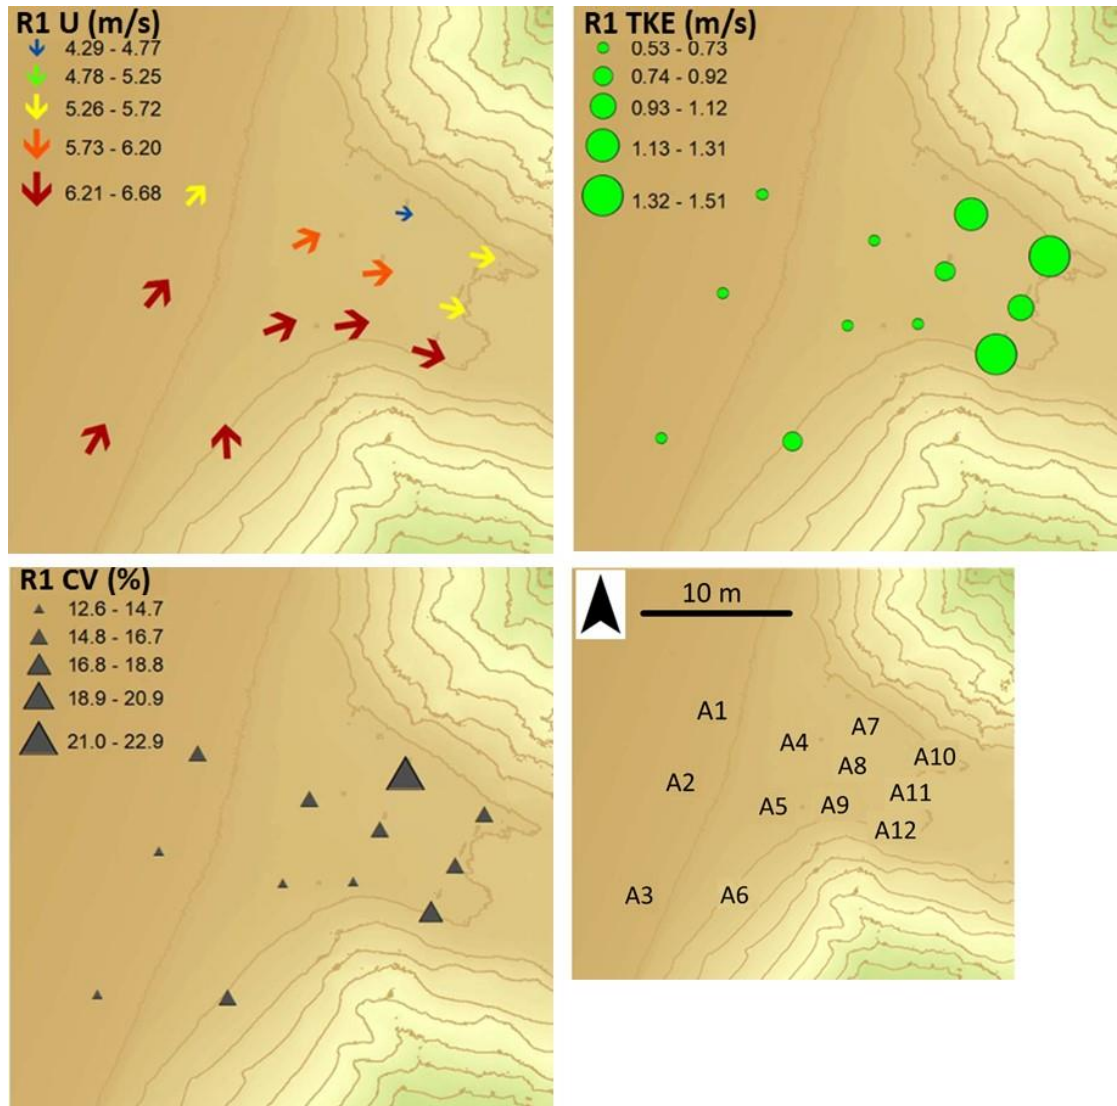 R1 U (m/s)
4.29 - 4.77
4.78 - 5.25
5.26 - 5.72
5.73 - 6.20
6.21 - 6.68
R1 TKE (m/s)
0.53 - 0.73
0.74 - 0.92
0.93 - 1.12
1.13 - 1.31
1.32 - 1.51
R1 CV (%)
12.6 - 14.7
14.8 - 16.7
16.8 - 18.8
18.9 - 20.9
21.0 - 22.9
10 m
A1
A7
A4
A10
A8
A2
A11
A5
A9
A12
A3
A6